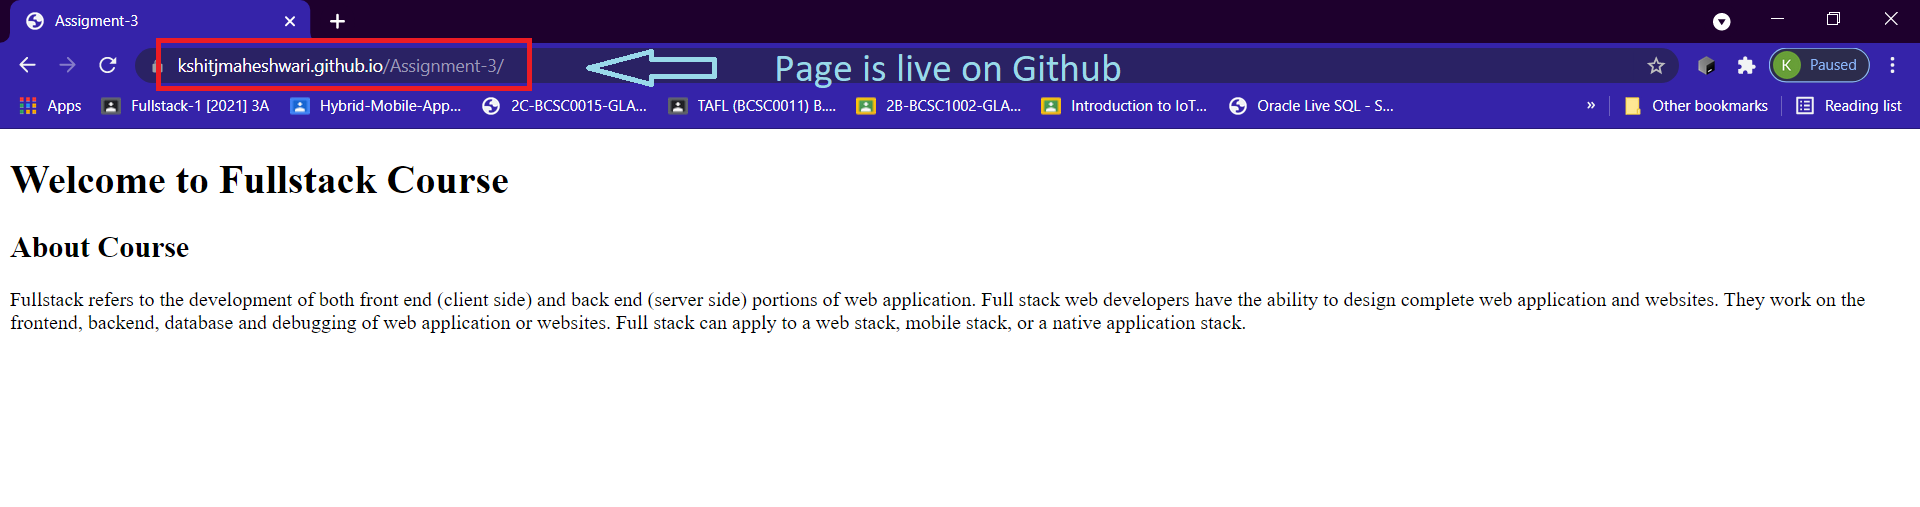 Assigment-3
kshitjmaheshwari.github.io/Assignment-3/
Page is live on Github
K Paused
Apps Fullstack-1 [2021] 3A Hybrid-Mobile-App... 2C-BCSC0015-GLA... TAFL (BCSC0011) B.... 2B-BCSC1002-GLA... Introduction to IoT... Oracle Live SQL - S... » Other bookmarks Reading list
Welcome to Fullstack Course
About Course
Fullstack refers to the development of both front end (client side) and back end (server side) portions of web application. Full stack web developers have the ability to design complete web application and websites. They work on the
frontend, backend, database and debugging of web application or websites. Full stack can apply to a web stack, mobile stack, or a native application stack.